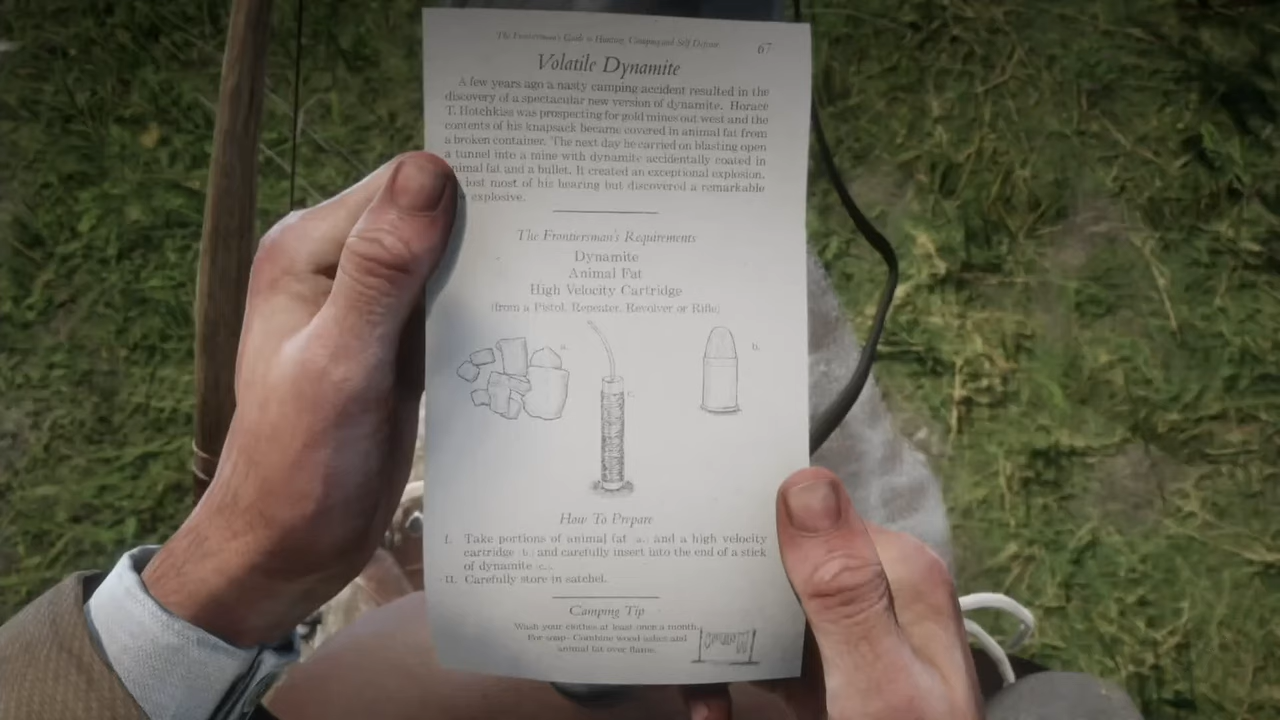 The Frontiersman's Guide to Hunting, Camping and Self Defense
67
Volatile Dynamite
A few years ago a nasty camping accident resulted in the
discovery of a spectacular new version of dynamite. Horace
T. Hotchkiss was prospecting for gold mines out west and the
contents of his knapsack became covered in animal fat from
a broken container. The next day he carried on blasting open
a tunnel into a mine with dynamite accidentally coated in
animal fat and a bullet. It created an exceptional explosion.
lost most of his hearing but discovered a remarkable
explosive.
The Frontiersman's Requirements
Dynamite
Animal Fat
High Velocity Cartridge
(from a Pistol, Repeater, Revolver or Rifle)
a.
b.
c.
How To Prepare
I. Take portions of animal fat (a.) and a high velocity
cartridge (b.) and carefully insert into the end of a stick
of dynamite (c.).
II. Carefully store in satchel.
Camping Tip
Wash your clothes at least once a month.
For soap- Combine wood ashes and
animal fat over flame.